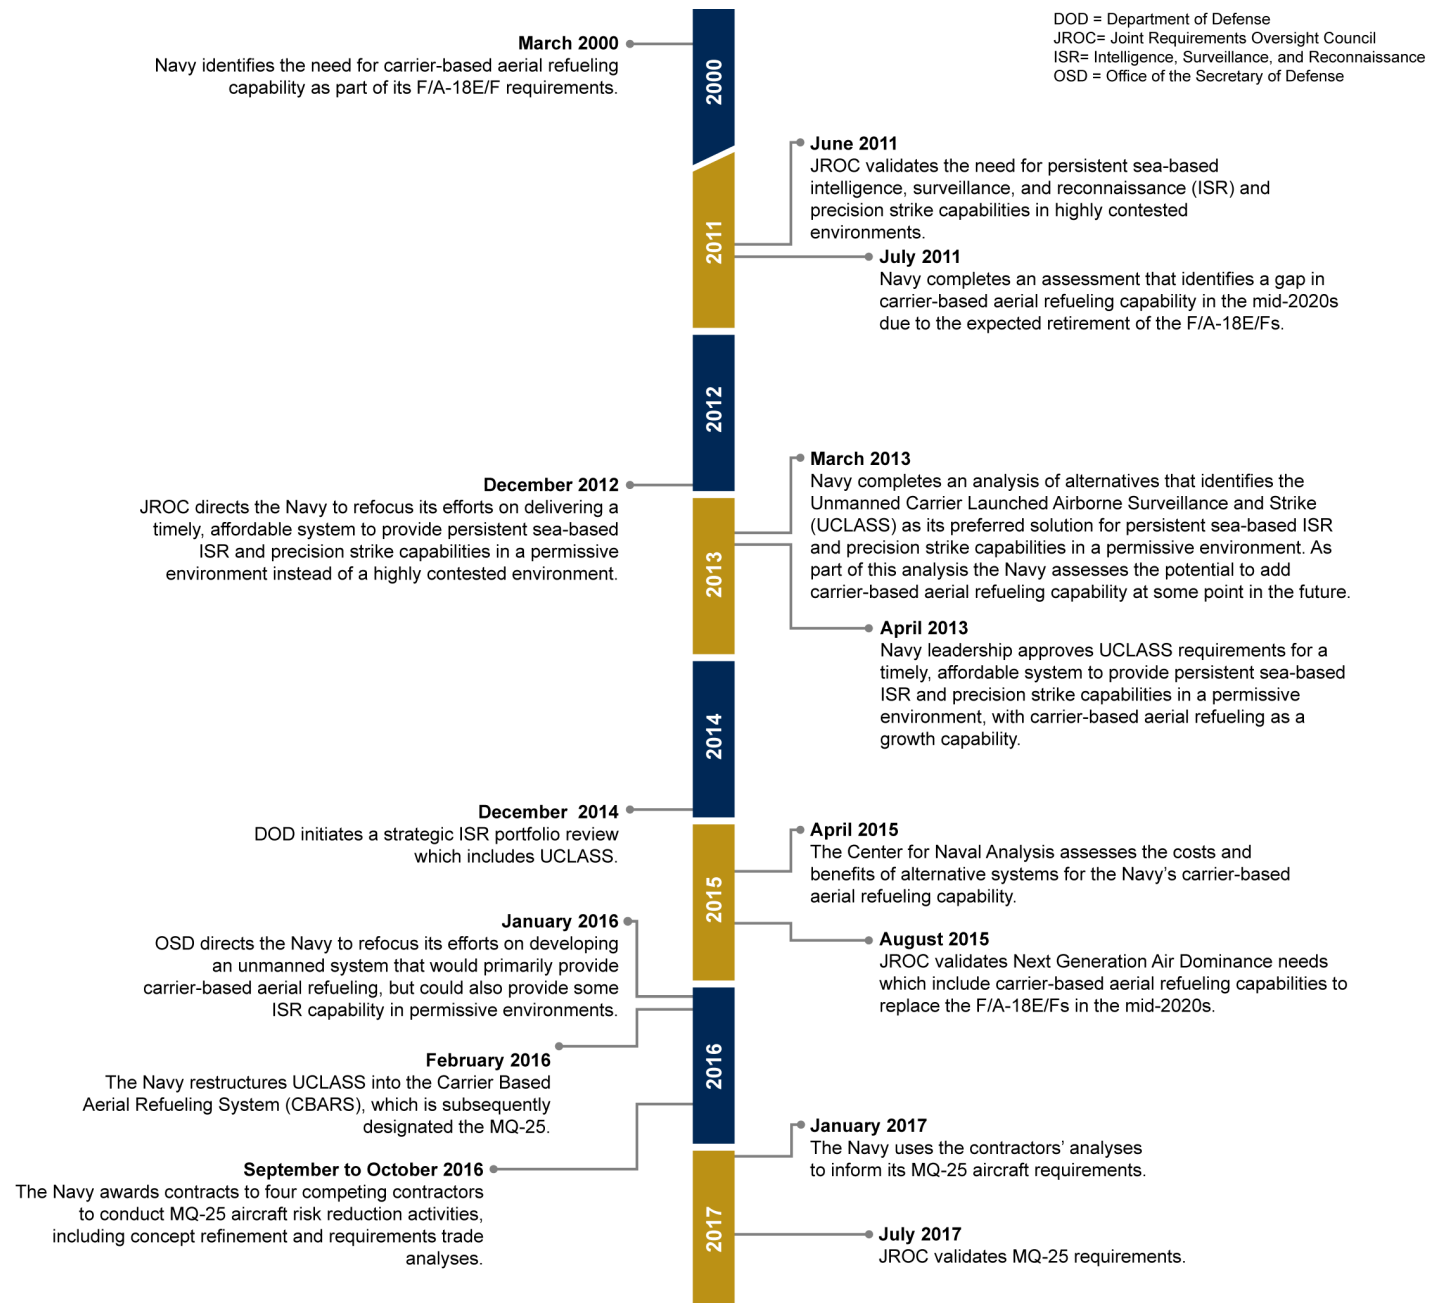 DOD = Department of Defense
JROC= Joint Requirements Oversight Council
ISR= Intelligence, Surveillance, and Reconnaissance
OSD = Office of the Secretary of Defense
2000
March 2000
Navy identifies the need for carrier-based aerial refueling
capability as part of its F/A-18E/F requirements.
2011
June 2011
JROC validates the need for persistent sea-based
intelligence, surveillance, and reconnaissance (ISR) and
precision strike capabilities in highly contested
environments.
July 2011
Navy completes an assessment that identifies a gap in
carrier-based aerial refueling capability in the mid-2020s
due to the expected retirement of the F/A-18E/Fs.
2012
December 2012
JROC directs the Navy to refocus its efforts on delivering a
timely, affordable system to provide persistent sea-based
ISR and precision strike capabilities in a permissive
environment instead of a highly contested environment.
2013
March 2013
Navy completes an analysis of alternatives that identifies the
Unmanned Carrier Launched Airborne Surveillance and Strike
(UCLASS) as its preferred solution for persistent sea-based ISR
and precision strike capabilities in a permissive environment. As
part of this analysis the Navy assesses the potential to add
carrier-based aerial refueling capability at some point in the future.
April 2013
Navy leadership approves UCLASS requirements for a
timely, affordable system to provide persistent sea-based
ISR and precision strike capabilities in a permissive
environment, with carrier-based aerial refueling as a
growth capability.
2014
December  2014
DOD initiates a strategic ISR portfolio review
which includes UCLASS.
2015
April 2015
The Center for Naval Analysis assesses the costs and
benefits of alternative systems for the Navy’s carrier-based
aerial refueling capability.
August 2015
JROC validates Next Generation Air Dominance needs
which include carrier-based aerial refueling capabilities to
replace the F/A-18E/Fs in the mid-2020s.
2016
January 2016
OSD directs the Navy to refocus its efforts on developing
an unmanned system that would primarily provide
carrier-based aerial refueling, but could also provide some
ISR capability in permissive environments.
February 2016
The Navy restructures UCLASS into the Carrier Based
Aerial Refueling System (CBARS), which is subsequently
designated the MQ-25.
September to October 2016
The Navy awards contracts to four competing contractors
to conduct MQ-25 aircraft risk reduction activities,
including concept refinement and requirements trade
analyses.
2017
January 2017
The Navy uses the contractors’ analyses
to inform its MQ-25 aircraft requirements.
July 2017
JROC validates MQ-25 requirements.